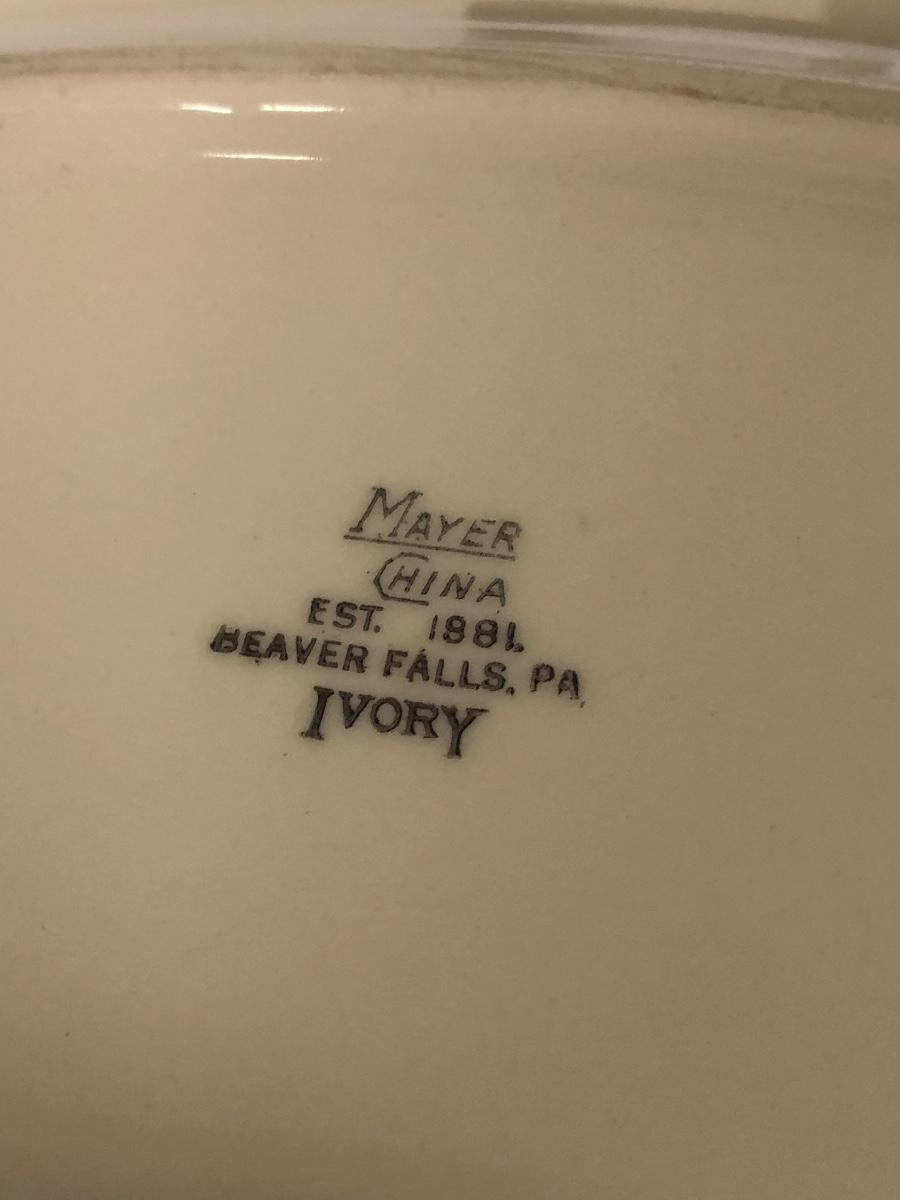 MAYER
CHINA
EST. 1881.
BEAVER FALLS, PA.
IVORY